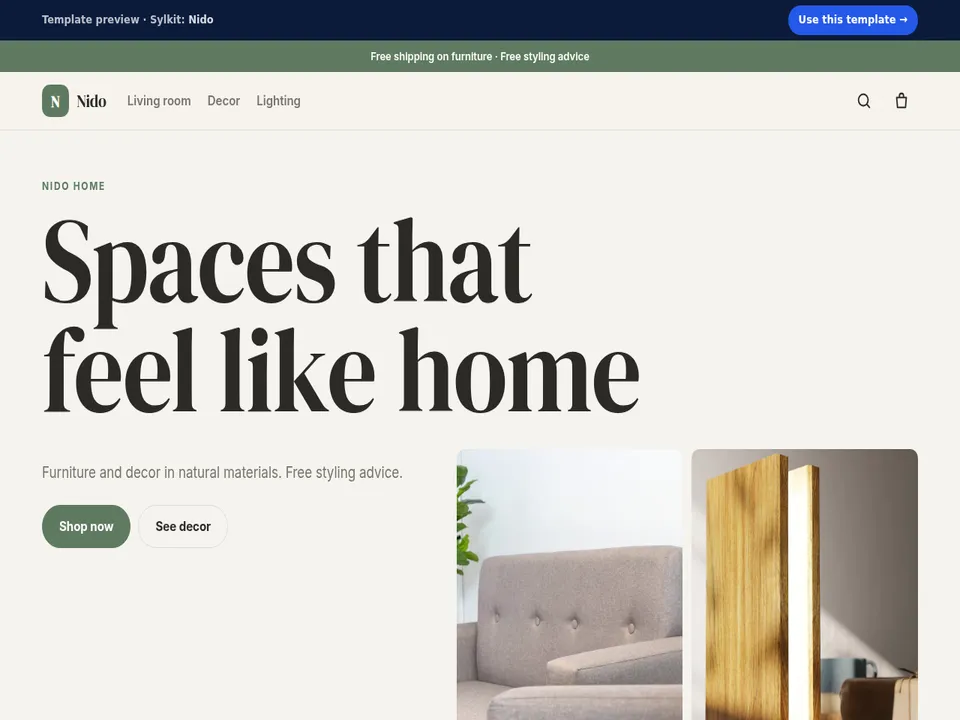 Template preview · Sylkit: Nido
Use this template →
Free shipping on furniture · Free styling advice
N
Nido
Living room
Decor
Lighting
NIDO HOME
Spaces that
feel like home
Furniture and decor in natural materials. Free styling advice.
Shop now
See decor